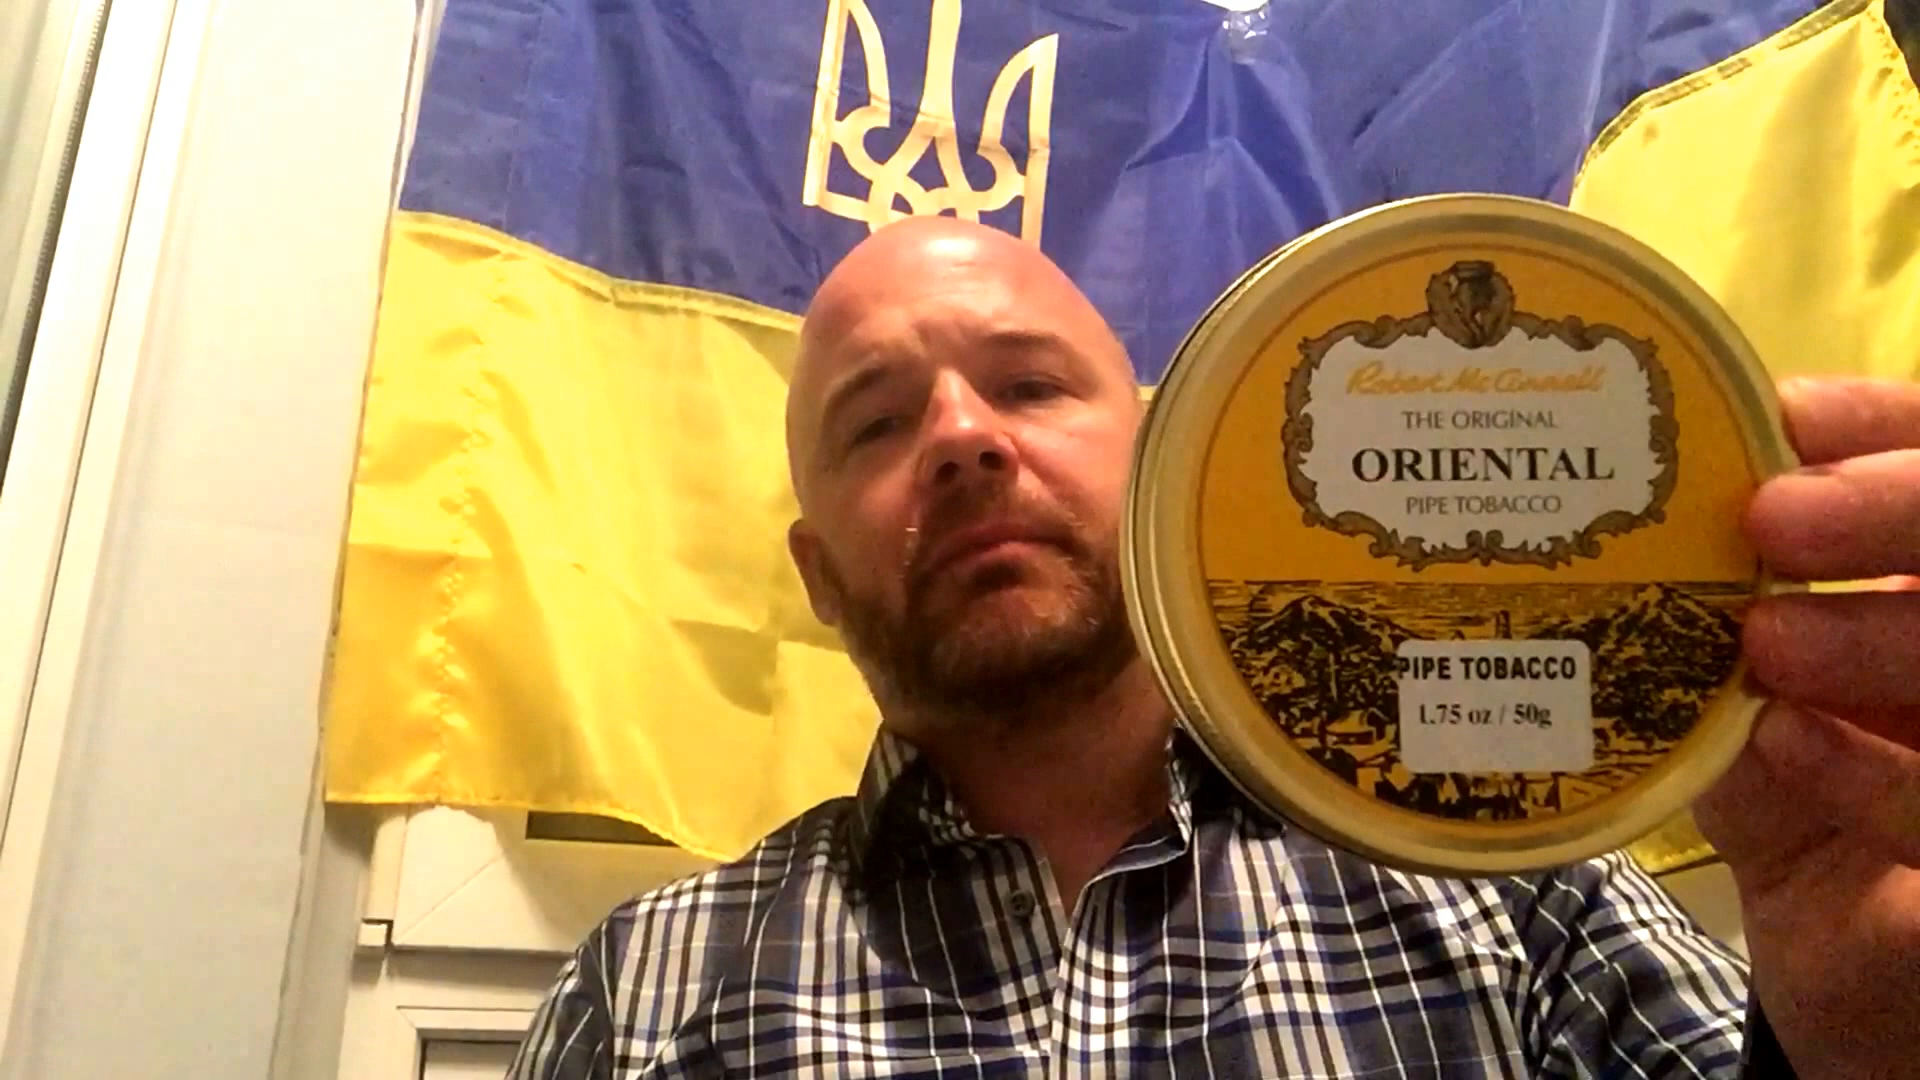 Robert McConnell
THE ORIGINAL
ORIENTAL
PIPE TOBACCO
PIPE TOBACCO
1.75 oz / 50g